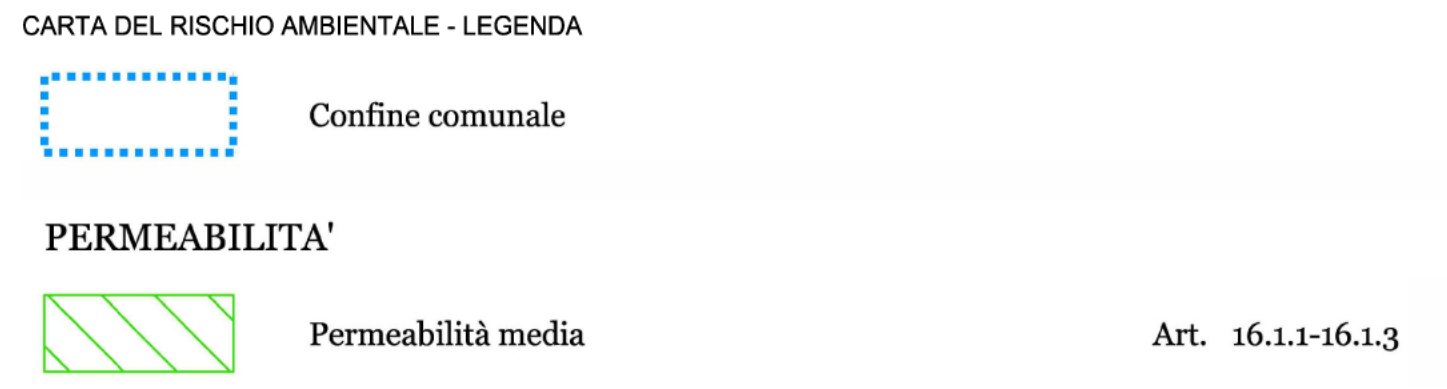 CARTA DEL RISCHIO AMBIENTALE - LEGENDA
Confine comunale
PERMEABILITA'
Permeabilità media Art. 16.1.1-16.1.3